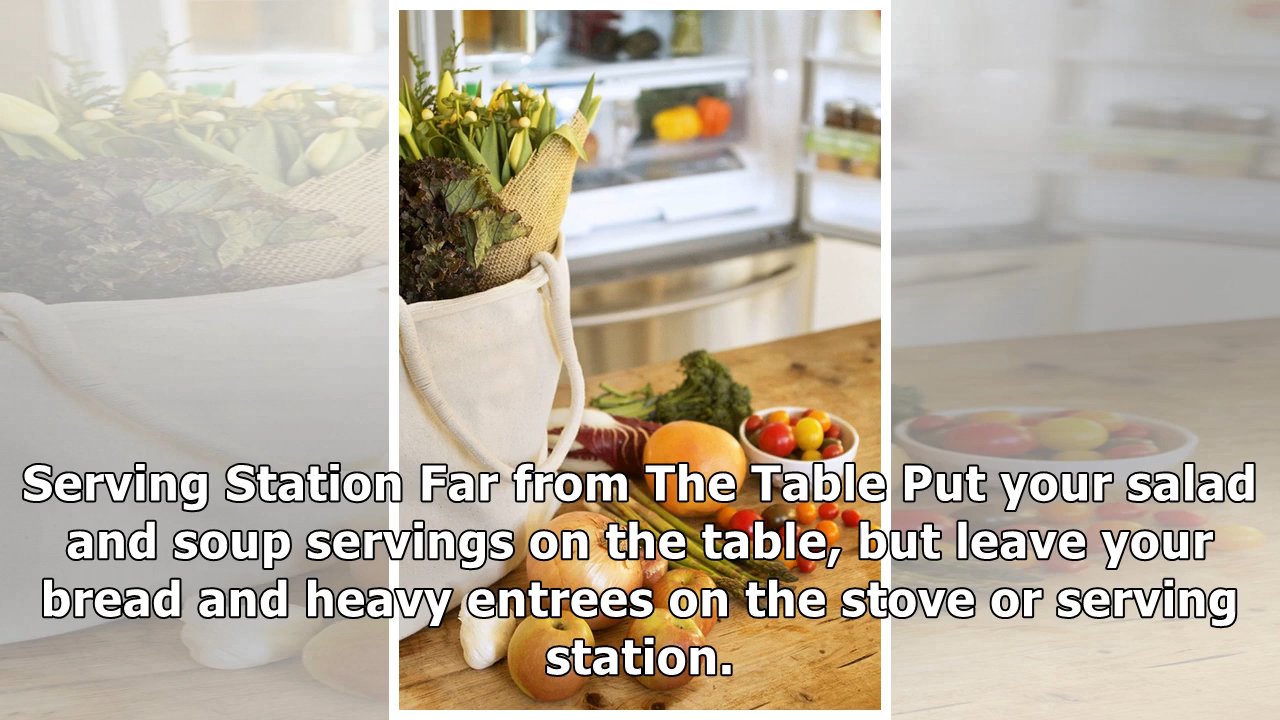 Serving Station Far from The Table Put your salad
and soup servings on the table, but leave your
bread and heavy entrees on the stove or serving
station.